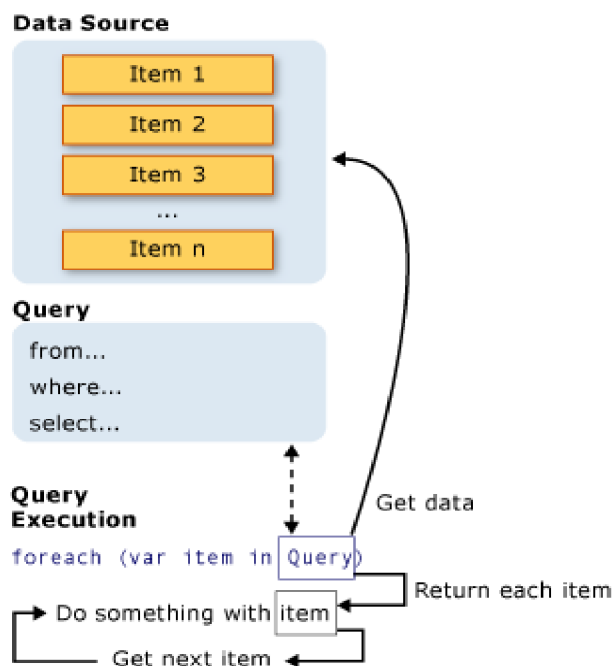 Data Source
Item 1
Item 2
Item 3
...
Item n
Query
from...
where...
select...
Query
Execution
Get data
foreach (var item in Query)
Return each item
Do something with item
Get next item